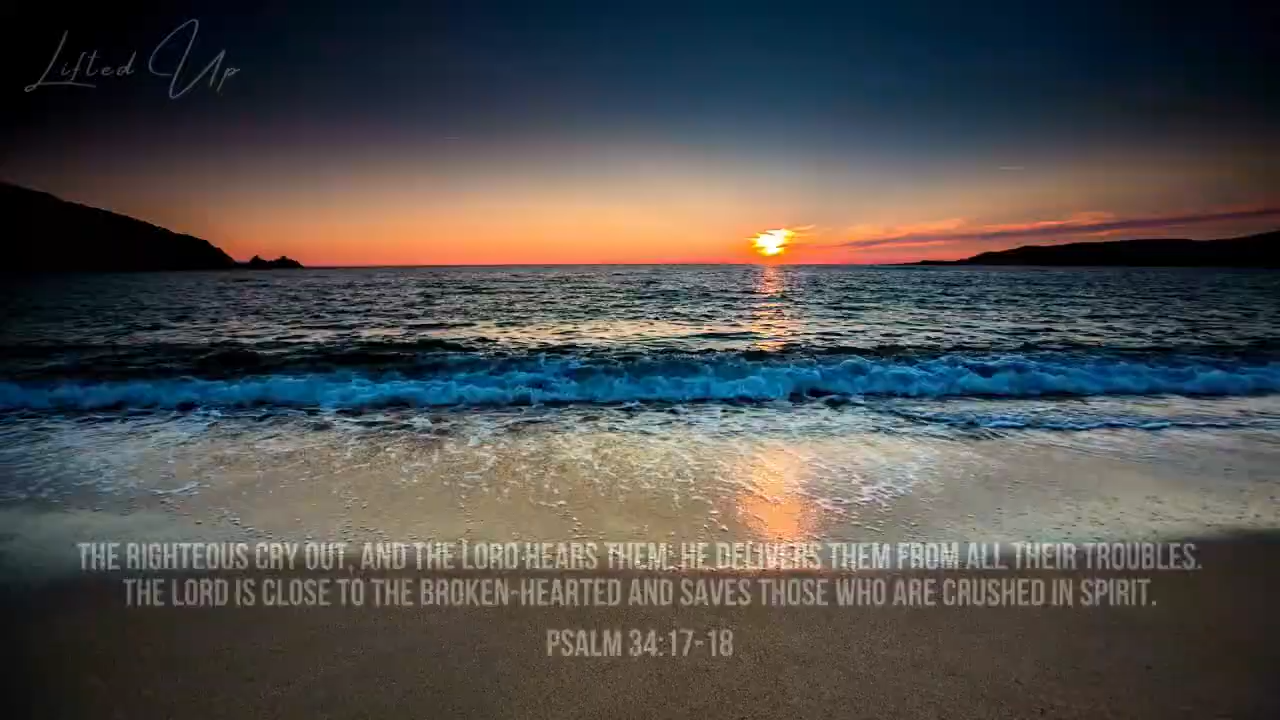 Lifted Up
THE RIGHTEOUS CRY OUT, AND THE LORD HEARS THEM; HE DELIVERS THEM FROM ALL THEIR TROUBLES.
THE LORD IS CLOSE TO THE BROKEN-HEARTED AND SAVES THOSE WHO ARE CRUSHED IN SPIRIT.
PSALM 34:17-18